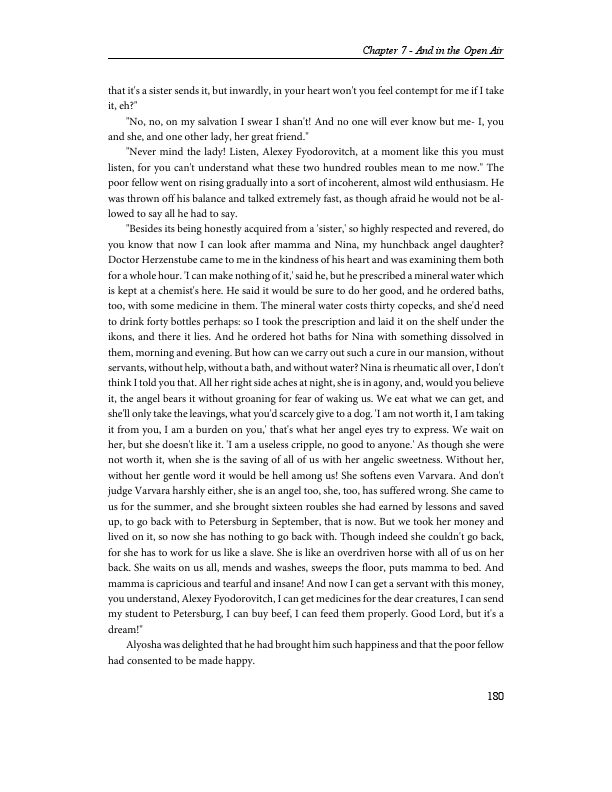 Chapter 7 - And in the Open Air
that it's a sister sends it, but inwardly, in your heart won't you feel contempt for me if I take
it, eh?"
"No, no, on my salvation I swear I shan't! And no one will ever know but me- I, you
and she, and one other lady, her great friend."
"Never mind the lady! Listen, Alexey Fyodorovitch, at a moment like this you must
listen, for you can't understand what these two hundred roubles mean to me now." The
poor fellow went on rising gradually into a sort of incoherent, almost wild enthusiasm. He
was thrown off his balance and talked extremely fast, as though afraid he would not be al-
lowed to say all he had to say.
"Besides its being honestly acquired from a 'sister,' so highly respected and revered, do
you know that now I can look after mamma and Nina, my hunchback angel daughter?
Doctor Herzenstube came to me in the kindness of his heart and was examining them both
for a whole hour. 'I can make nothing of it,' said he, but he prescribed a mineral water which
is kept at a chemist's here. He said it would be sure to do her good, and he ordered baths,
too, with some medicine in them. The mineral water costs thirty copecks, and she'd need
to drink forty bottles perhaps: so I took the prescription and laid it on the shelf under the
ikons, and there it lies. And he ordered hot baths for Nina with something dissolved in
them, morning and evening. But how can we carry out such a cure in our mansion, without
servants, without help, without a bath, and without water? Nina is rheumatic all over, I don't
think I told you that. All her right side aches at night, she is in agony, and, would you believe
it, the angel bears it without groaning for fear of waking us. We eat what we can get, and
she'll only take the leavings, what you'd scarcely give to a dog. 'I am not worth it, I am taking
it from you, I am a burden on you,' that's what her angel eyes try to express. We wait on
her, but she doesn't like it. 'I am a useless cripple, no good to anyone.' As though she were
not worth it, when she is the saving of all of us with her angelic sweetness. Without her,
without her gentle word it would be hell among us! She softens even Varvara. And don't
judge Varvara harshly either, she is an angel too, she, too, has suffered wrong. She came to
us for the summer, and she brought sixteen roubles she had earned by lessons and saved
up, to go back with to Petersburg in September, that is now. But we took her money and
lived on it, so now she has nothing to go back with. Though indeed she couldn't go back,
for she has to work for us like a slave. She is like an overdriven horse with all of us on her
back. She waits on us all, mends and washes, sweeps the floor, puts mamma to bed. And
mamma is capricious and tearful and insane! And now I can get a servant with this money,
you understand, Alexey Fyodorovitch, I can get medicines for the dear creatures, I can send
my student to Petersburg, I can buy beef, I can feed them properly. Good Lord, but it's a
dream!"
Alyosha was delighted that he had brought him such happiness and that the poor fellow
had consented to be made happy.
180